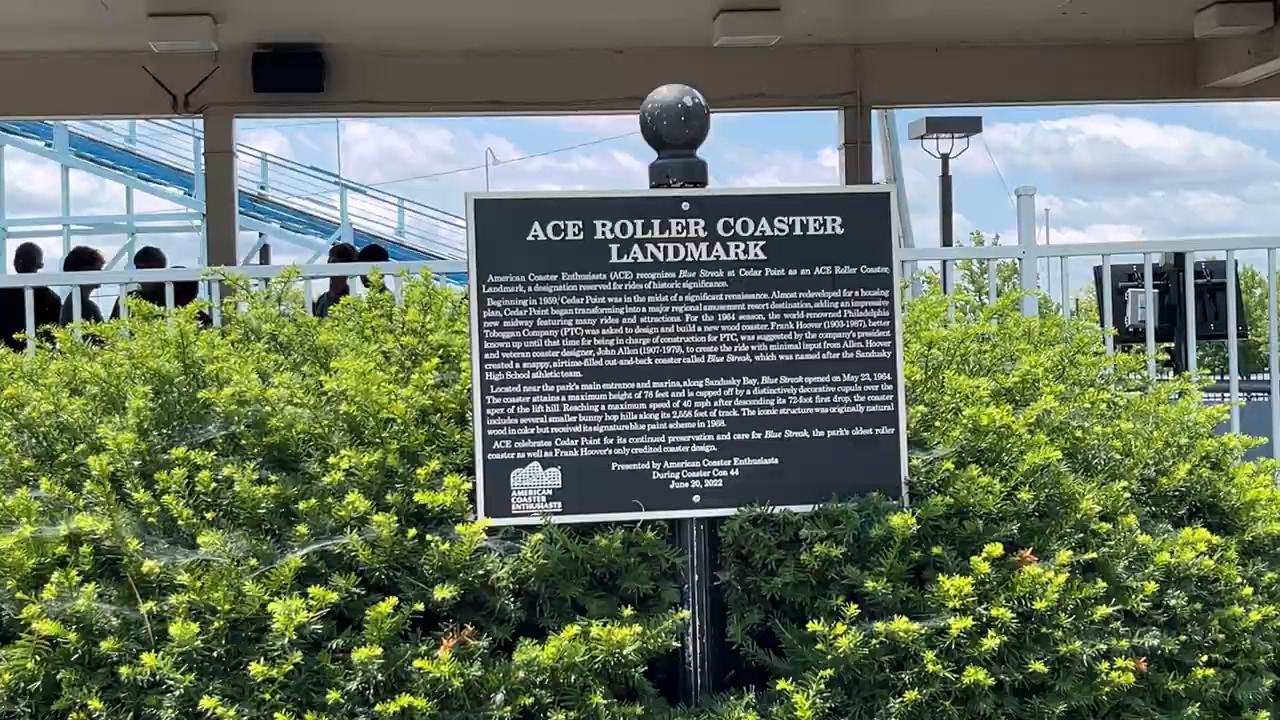 ACE ROLLER COASTER
LANDMARK
American Coaster Enthusiasts (ACE) recognizes Blue Streak at Cedar Point as an ACE Roller Coaster
Landmark, a designation reserved for rides of historic significance.
Beginning in 1959, Cedar Point was in the midst of a significant renaissance. Almost redeveloped for a housing
plan, Cedar Point began transforming into a major regional amusement resort destination, adding an impressive
new midway featuring many rides and attractions. For the 1964 season, the world-renowned Philadelphia
Toboggan Company (PTC) was asked to design and build a new wood coaster. Frank Hoover (1903-1987), better
known up until that time for being in charge of construction for PTC, was suggested by the company's president
and veteran coaster designer, John Allen (1907-1979), to create the ride with minimal input from Allen. Hoover
created a snappy, airtime-filled out-and-back coaster called Blue Streak, which was named after the Sandusky
High School athletic team.
Located near the park's main entrance and marina, along Sandusky Bay, Blue Streak opened on May 23, 1964.
The coaster attains a maximum height of 78 feet and is capped off by a distinctively decorative cupola over the
apex of the lift hill. Reaching a maximum speed of 40 mph after descending its 72-foot first drop, the coaster
includes several smaller bunny hop hills along its 2,558 feet of track. The iconic structure was originally natural
wood in color but received its signature blue paint scheme in 1968.
ACE celebrates Cedar Point for its continued preservation and care for Blue Streak, the park's oldest roller
coaster as well as Frank Hoover's only credited coaster design.
Presented by American Coaster Enthusiasts
During Coaster Con 44
June 20, 2022
AMERICAN
COASTER
ENTHUSIASTS